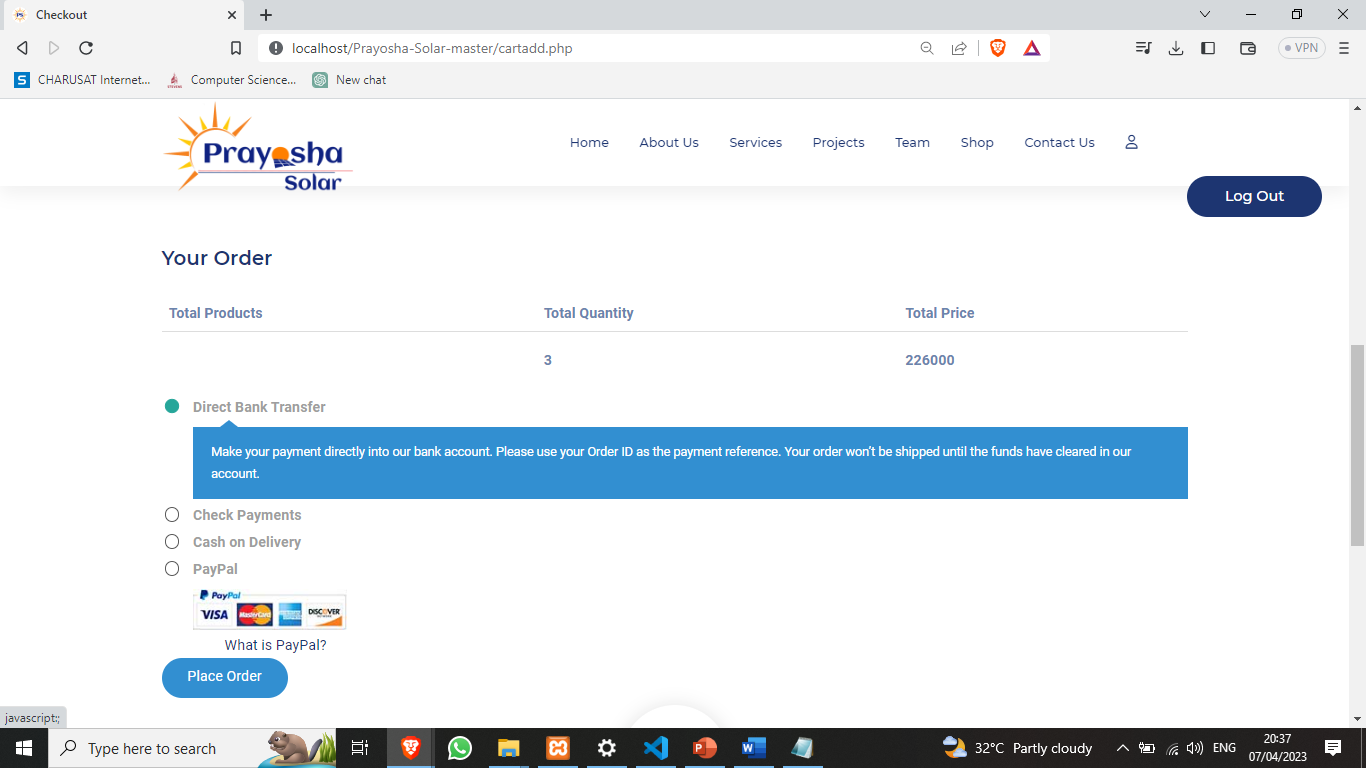 Checkout
localhost/Prayosha-Solar-master/cartadd.php
VPN
CHARUSAT Internet...
Computer Science...
New chat
Prayosha
Solar
Home
About Us
Services
Projects
Team
Shop
Contact Us
Log Out
Your Order
Total Products
Total Quantity
Total Price
3
226000
Direct Bank Transfer
Make your payment directly into our bank account. Please use your Order ID as the payment reference. Your order won't be shipped until the funds have cleared in our
account.
Check Payments
Cash on Delivery
PayPal
PayPal
VISA
MasterCard
DISCOVER
What is PayPal?
Place Order
javascript:;
Type here to search
32°C Partly cloudy
ENG
20:37
07/04/2023